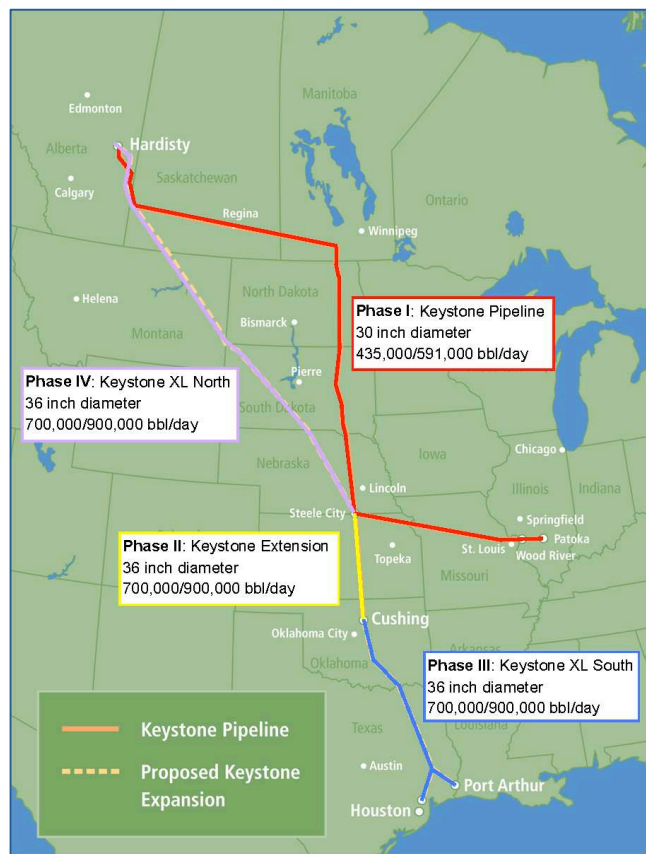 Edmonton
Manitoba
Hardisty
Alberta
Saskatchewan
Calgary
Ontario
Regina
Winnipeg
Helena
North Dakota
Bismarck
Montana
Phase I: Keystone Pipeline
30 inch diameter
435,000/591,000 bbl/day
Pierre
Phase IV: Keystone XL North
36 inch diameter
700,000/900,000 bbl/day
South Dakota
Chicago
Iowa
Nebraska
Lincoln
Illinois
Indiana
Steele City
Springfield
Patoka
St. Louis
Wood River
Phase II: Keystone Extension
36 inch diameter
700,000/900,000 bbl/day
Topeka
Missouri
Cushing
Oklahoma City
Arkansas
Oklahoma
Phase III: Keystone XL South
36 inch diameter
700,000/900,000 bbl/day
Texas
Louisiana
Keystone Pipeline
Austin
Proposed Keystone
Expansion
Port Arthur
Houston